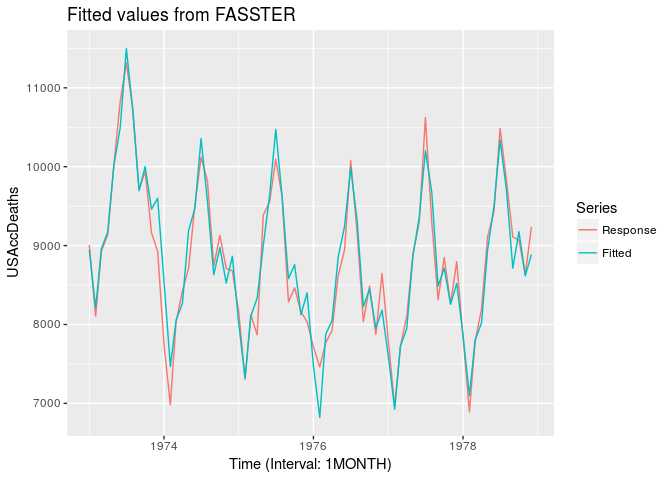 Fitted values from FASSTER
USAccDeaths
11000
10000
9000
8000
7000
1974
1976
1978
Time (Interval: 1MONTH)
Series
Response
Fitted